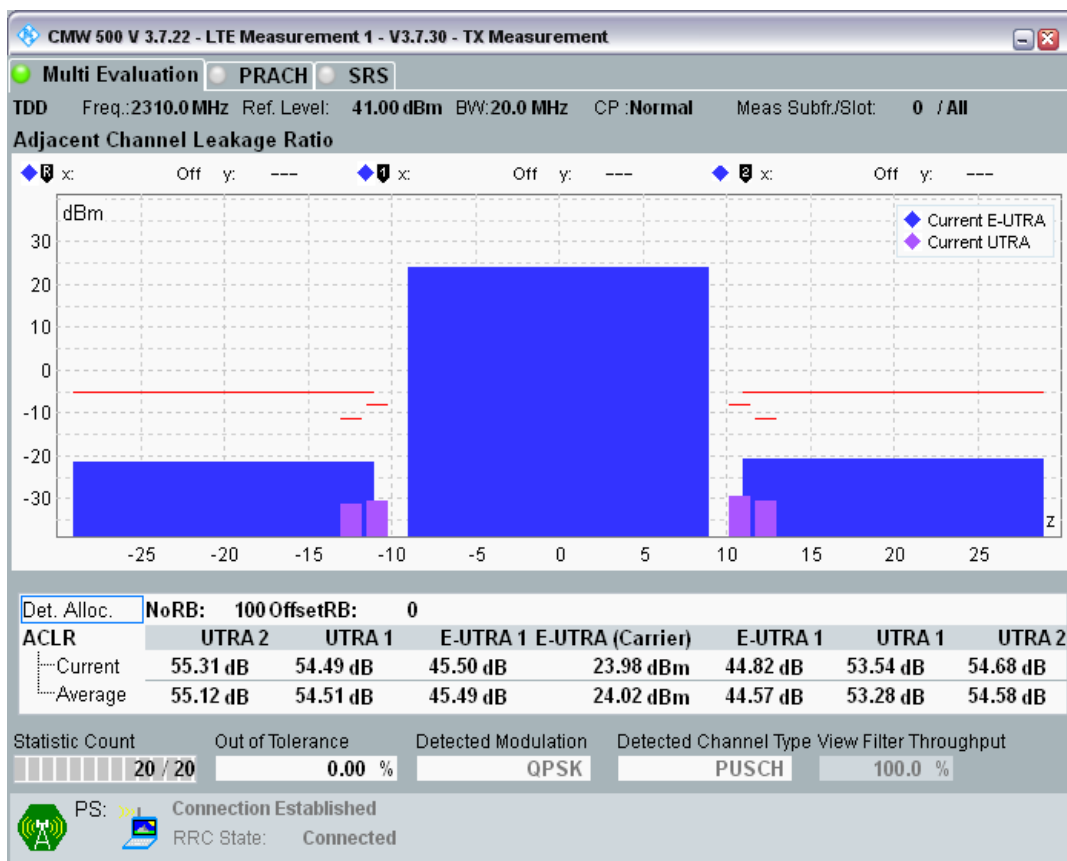 CMW 500 V 3.7.22 - LTE Measurement 1 - V3.7.30 - TX Measurement
Multi Evaluation PRACH SRS
TDD Freq.:2310.0 MHz Ref. Level: 41.00 dBm BW:20.0 MHz CP :Normal Meas Subfr./Slot: 0 / All
Adjacent Channel Leakage Ratio
R x: Off y: --- 1 x: Off y: --- 2 x: Off y: ---
dBm
Current E-UTRA
Current UTRA
30
20
10
0
-10
-20
-30
z
-25 -20 -15 -10 -5 0 5 10 15 20 25
Det. Alloc. NoRB: 100 OffsetRB: 0
ACLR UTRA 2 UTRA 1 E-UTRA 1 E-UTRA (Carrier) E-UTRA 1 UTRA 1 UTRA 2
Current 55.31 dB 54.49 dB 45.50 dB 23.98 dBm 44.82 dB 53.54 dB 54.68 dB
Average 55.12 dB 54.51 dB 45.49 dB 24.02 dBm 44.57 dB 53.28 dB 54.58 dB
Statistic Count Out of Tolerance Detected Modulation Detected Channel Type View Filter Throughput
20 / 20 0.00 % QPSK PUSCH 100.0 %
PS: Connection Established
RRC State: Connected